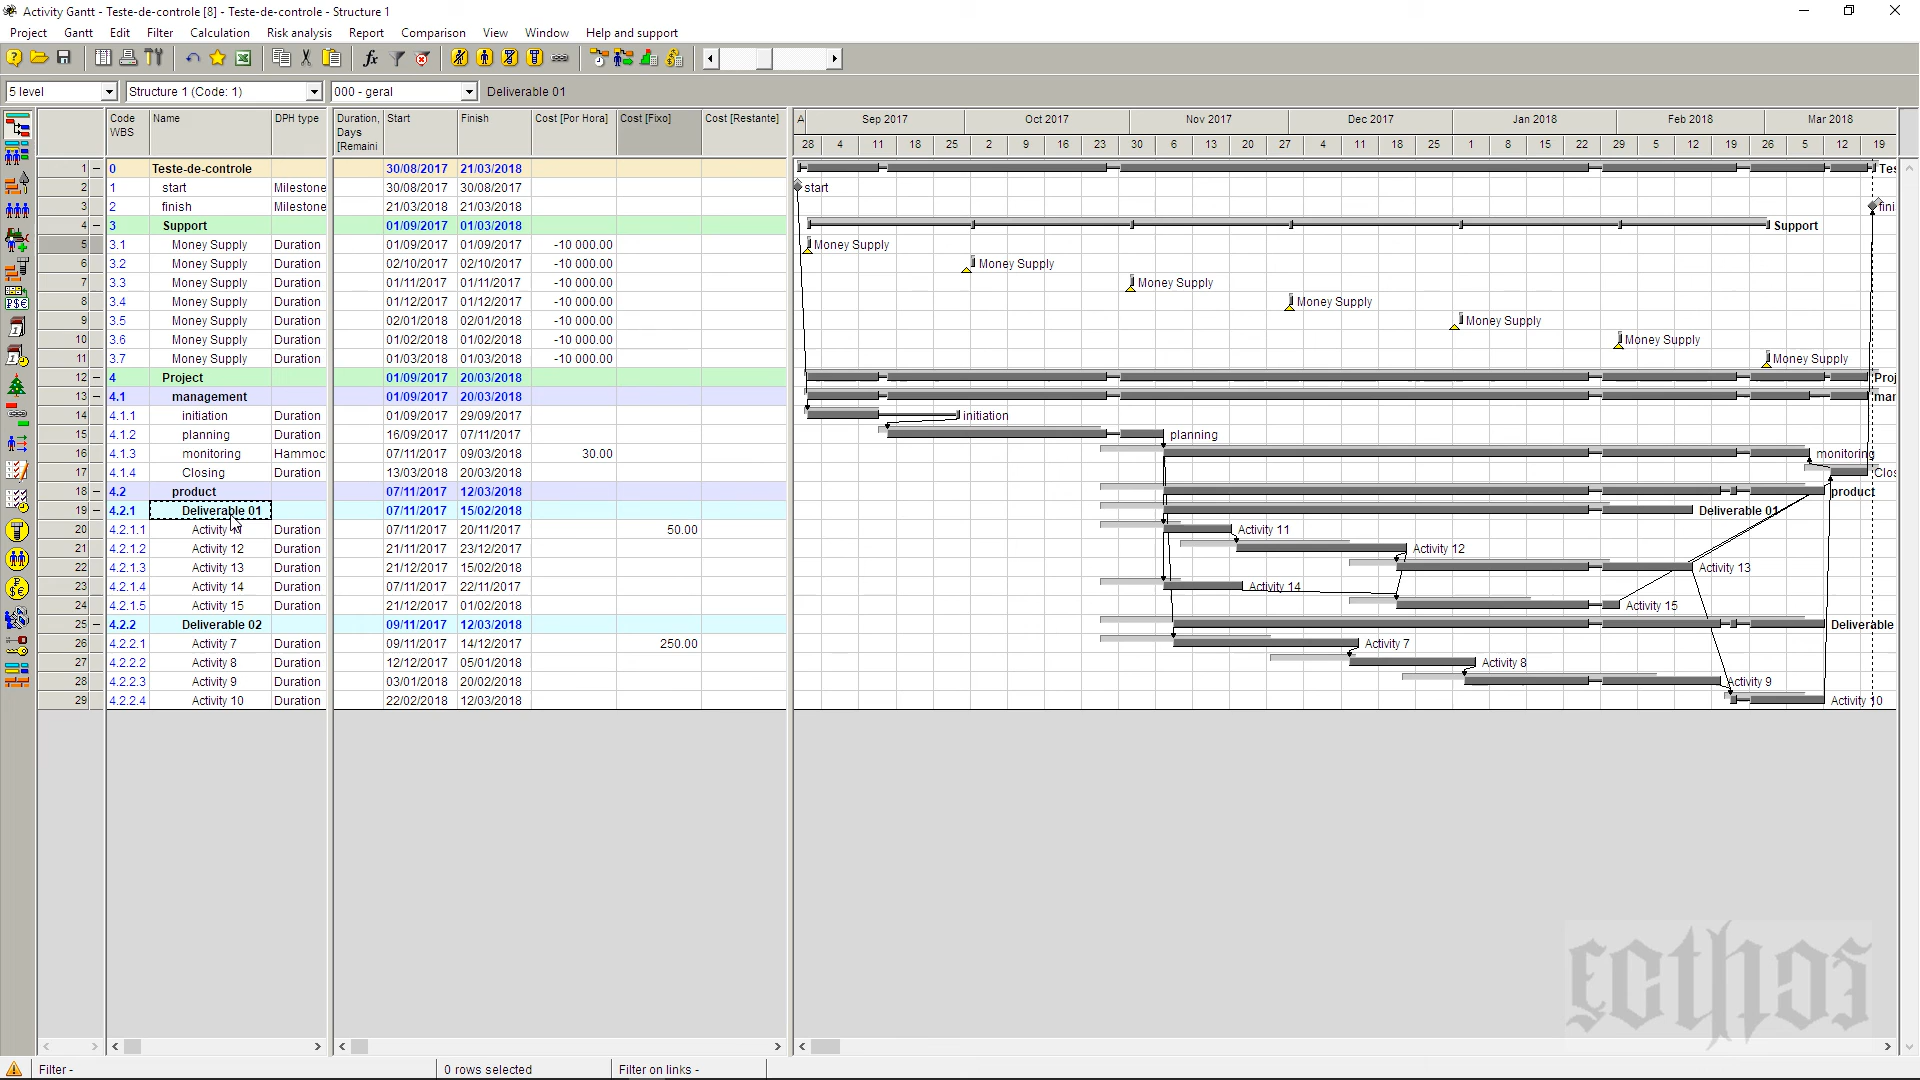 Activity Gantt - Teste-de-controle [8] - Teste-de-controle - Structure 1
Project Gantt Edit Filter Calculation Risk analysis Report Comparison View Window Help and support
5 level Structure 1 (Code: 1) 000 - geral Deliverable 01
Code WBS Name DPH type Duration, Days [Remaini Start Finish Cost [Por Hora] Cost [Fixo] Cost [Restante]
A Sep 2017 Oct 2017 Nov 2017 Dec 2017 Jan 2018 Feb 2018 Mar 2018
28 4 11 18 25 2 9 16 23 30 6 13 20 27 4 11 18 25 1 8 15 22 29 5 12 19 26 5 12 19
1 0 Teste-de-controle 30/08/2017 21/03/2018 Tes
2 1 start Milestone 30/08/2017 30/08/2017 start
3 2 finish Milestone 21/03/2018 21/03/2018 fini
4 3 Support 01/09/2017 01/03/2018 Support
5 3.1 Money Supply Duration 01/09/2017 01/09/2017 -10 000.00 Money Supply
6 3.2 Money Supply Duration 02/10/2017 02/10/2017 -10 000.00 Money Supply
7 3.3 Money Supply Duration 01/11/2017 01/11/2017 -10 000.00 Money Supply
8 3.4 Money Supply Duration 01/12/2017 01/12/2017 -10 000.00 Money Supply
9 3.5 Money Supply Duration 02/01/2018 02/01/2018 -10 000.00 Money Supply
10 3.6 Money Supply Duration 01/02/2018 01/02/2018 -10 000.00 Money Supply
11 3.7 Money Supply Duration 01/03/2018 01/03/2018 -10 000.00 Money Supply
12 4 Project 01/09/2017 20/03/2018 Proj
13 4.1 management 01/09/2017 20/03/2018 mar
14 4.1.1 initiation Duration 01/09/2017 29/09/2017 initiation
15 4.1.2 planning Duration 16/09/2017 07/11/2017 planning
16 4.1.3 monitoring Hammoc 07/11/2017 09/03/2018 30.00 monitoring
17 4.1.4 Closing Duration 13/03/2018 20/03/2018 Clos
18 4.2 product 07/11/2017 12/03/2018 product
19 4.2.1 Deliverable 01 07/11/2017 15/02/2018 Deliverable 01
20 4.2.1.1 Activity Duration 07/11/2017 20/11/2017 50.00 Activity 11
21 4.2.1.2 Activity 12 Duration 21/11/2017 23/12/2017 Activity 12
22 4.2.1.3 Activity 13 Duration 21/12/2017 15/02/2018 Activity 13
23 4.2.1.4 Activity 14 Duration 07/11/2017 22/11/2017 Activity 14
24 4.2.1.5 Activity 15 Duration 21/12/2017 01/02/2018 Activity 15
25 4.2.2 Deliverable 02 09/11/2017 12/03/2018 Deliverable
26 4.2.2.1 Activity 7 Duration 09/11/2017 14/12/2017 250.00 Activity 7
27 4.2.2.2 Activity 8 Duration 12/12/2017 05/01/2018 Activity 8
28 4.2.2.3 Activity 9 Duration 03/01/2018 20/02/2018 Activity 9
29 4.2.2.4 Activity 10 Duration 22/02/2018 12/03/2018 Activity 10
Filter - 0 rows selected Filter on links -